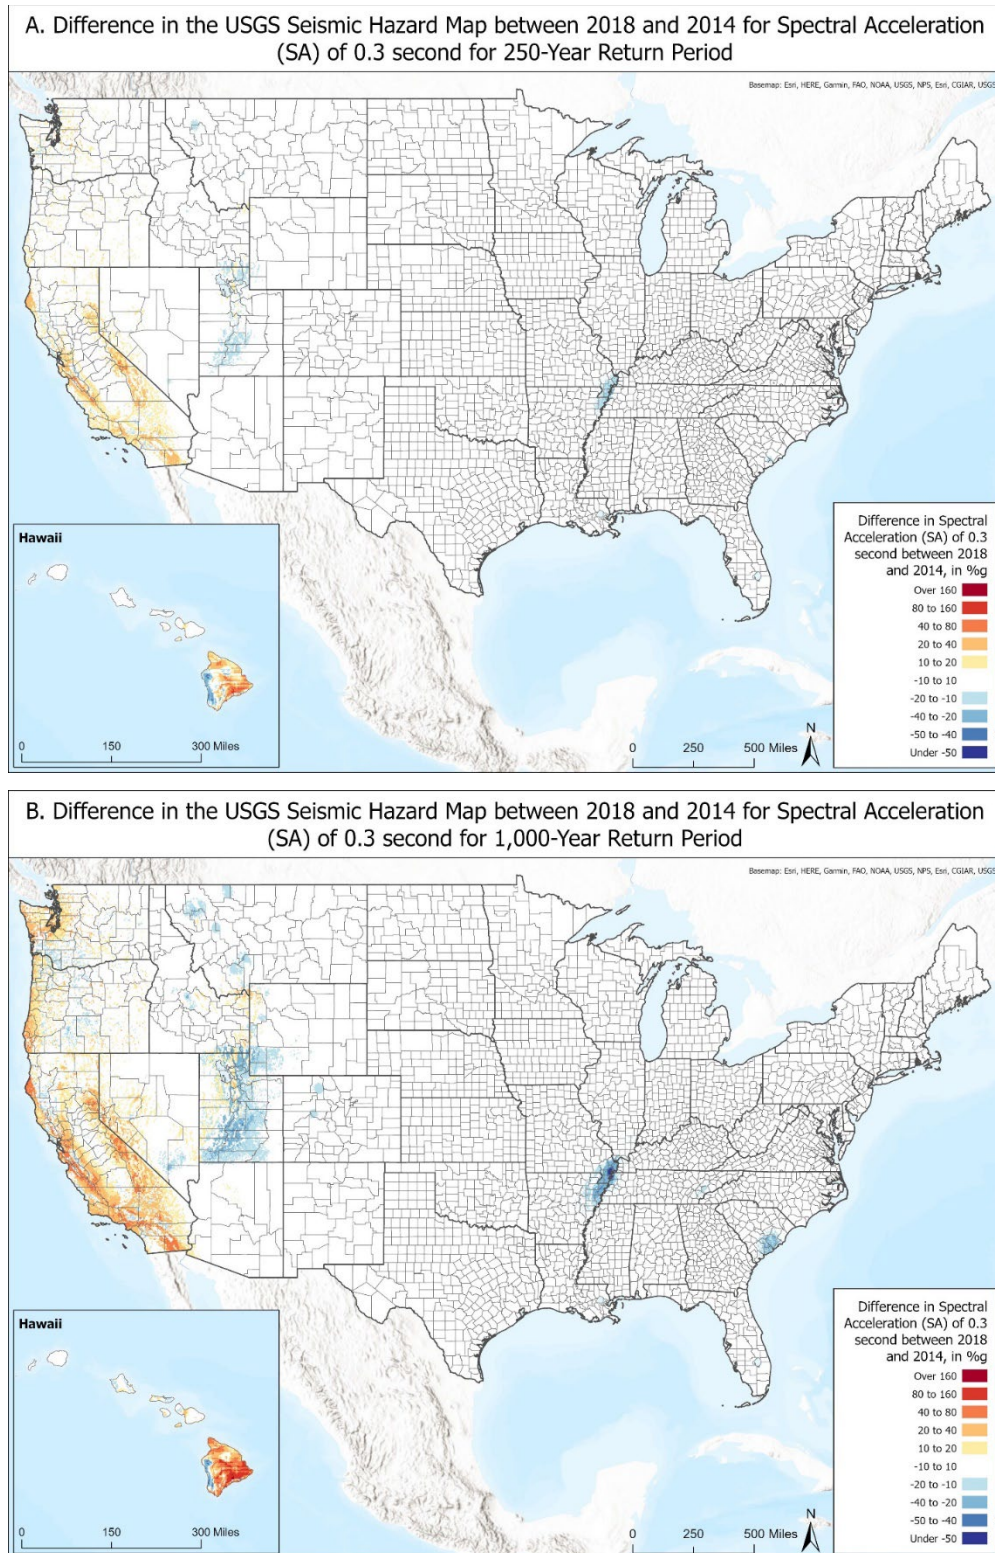 A. Difference in the USGS Seismic Hazard Map between 2018 and 2014 for Spectral Acceleration
(SA) of 0.3 second for 250-Year Return Period
Basemap: Esri, HERE, Garmin, FAO, NOAA, USGS, NPS, Esri, CGIAR, USGS
Hawaii
0 150 300 Miles
0 250 500 Miles
N
Difference in Spectral
Acceleration (SA) of 0.3
second between 2018
and 2014, in %g
Over 160
80 to 160
40 to 80
20 to 40
10 to 20
-10 to 10
-20 to -10
-40 to -20
-50 to -40
Under -50
B. Difference in the USGS Seismic Hazard Map between 2018 and 2014 for Spectral Acceleration
(SA) of 0.3 second for 1,000-Year Return Period
Basemap: Esri, HERE, Garmin, FAO, NOAA, USGS, NPS, Esri, CGIAR, USGS
Hawaii
0 150 300 Miles
0 250 500 Miles
N
Difference in Spectral
Acceleration (SA) of 0.3
second between 2018
and 2014, in %g
Over 160
80 to 160
40 to 80
20 to 40
10 to 20
-10 to 10
-20 to -10
-40 to -20
-50 to -40
Under -50